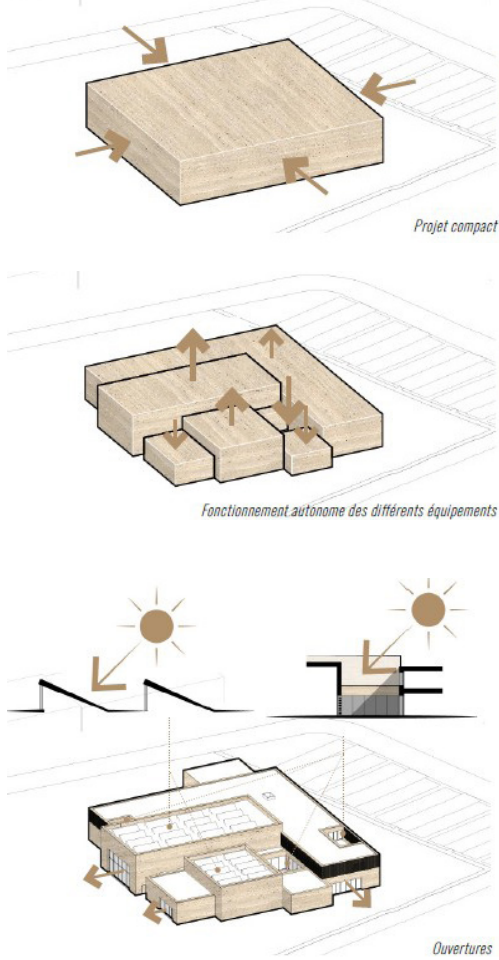 Projet compact
Fonctionnement autonome des différents équipements
Ouvertures